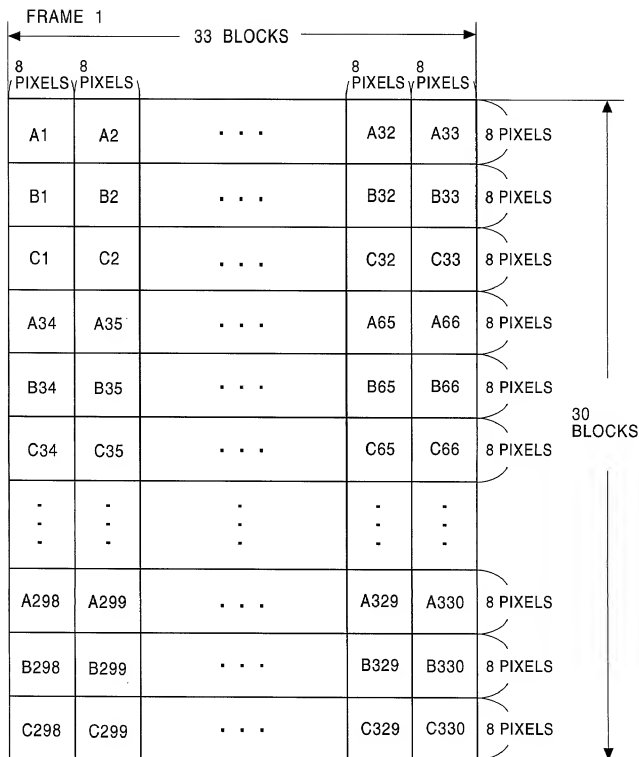 FRAME 1
33 BLOCKS
8 PIXELS 8 PIXELS 8 PIXELS 8 PIXELS
A1 A2 . . . A32 A33 8 PIXELS
B1 B2 . . . B32 B33 8 PIXELS
C1 C2 . . . C32 C33 8 PIXELS
A34 A35 . . . A65 A66 8 PIXELS
B34 B35 . . . B65 B66 8 PIXELS
C34 C35 . . . C65 C66 8 PIXELS
30 BLOCKS
A298 A299 . . . A329 A330 8 PIXELS
B298 B299 . . . B329 B330 8 PIXELS
C298 C299 . . . C329 C330 8 PIXELS